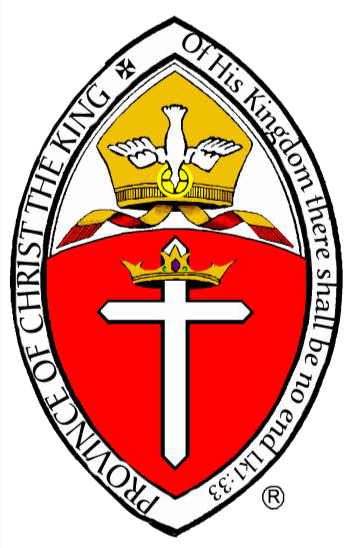 PROVINCE OF CHRIST THE KING ✠
Of His Kingdom there shall be no end Lk1:33
®